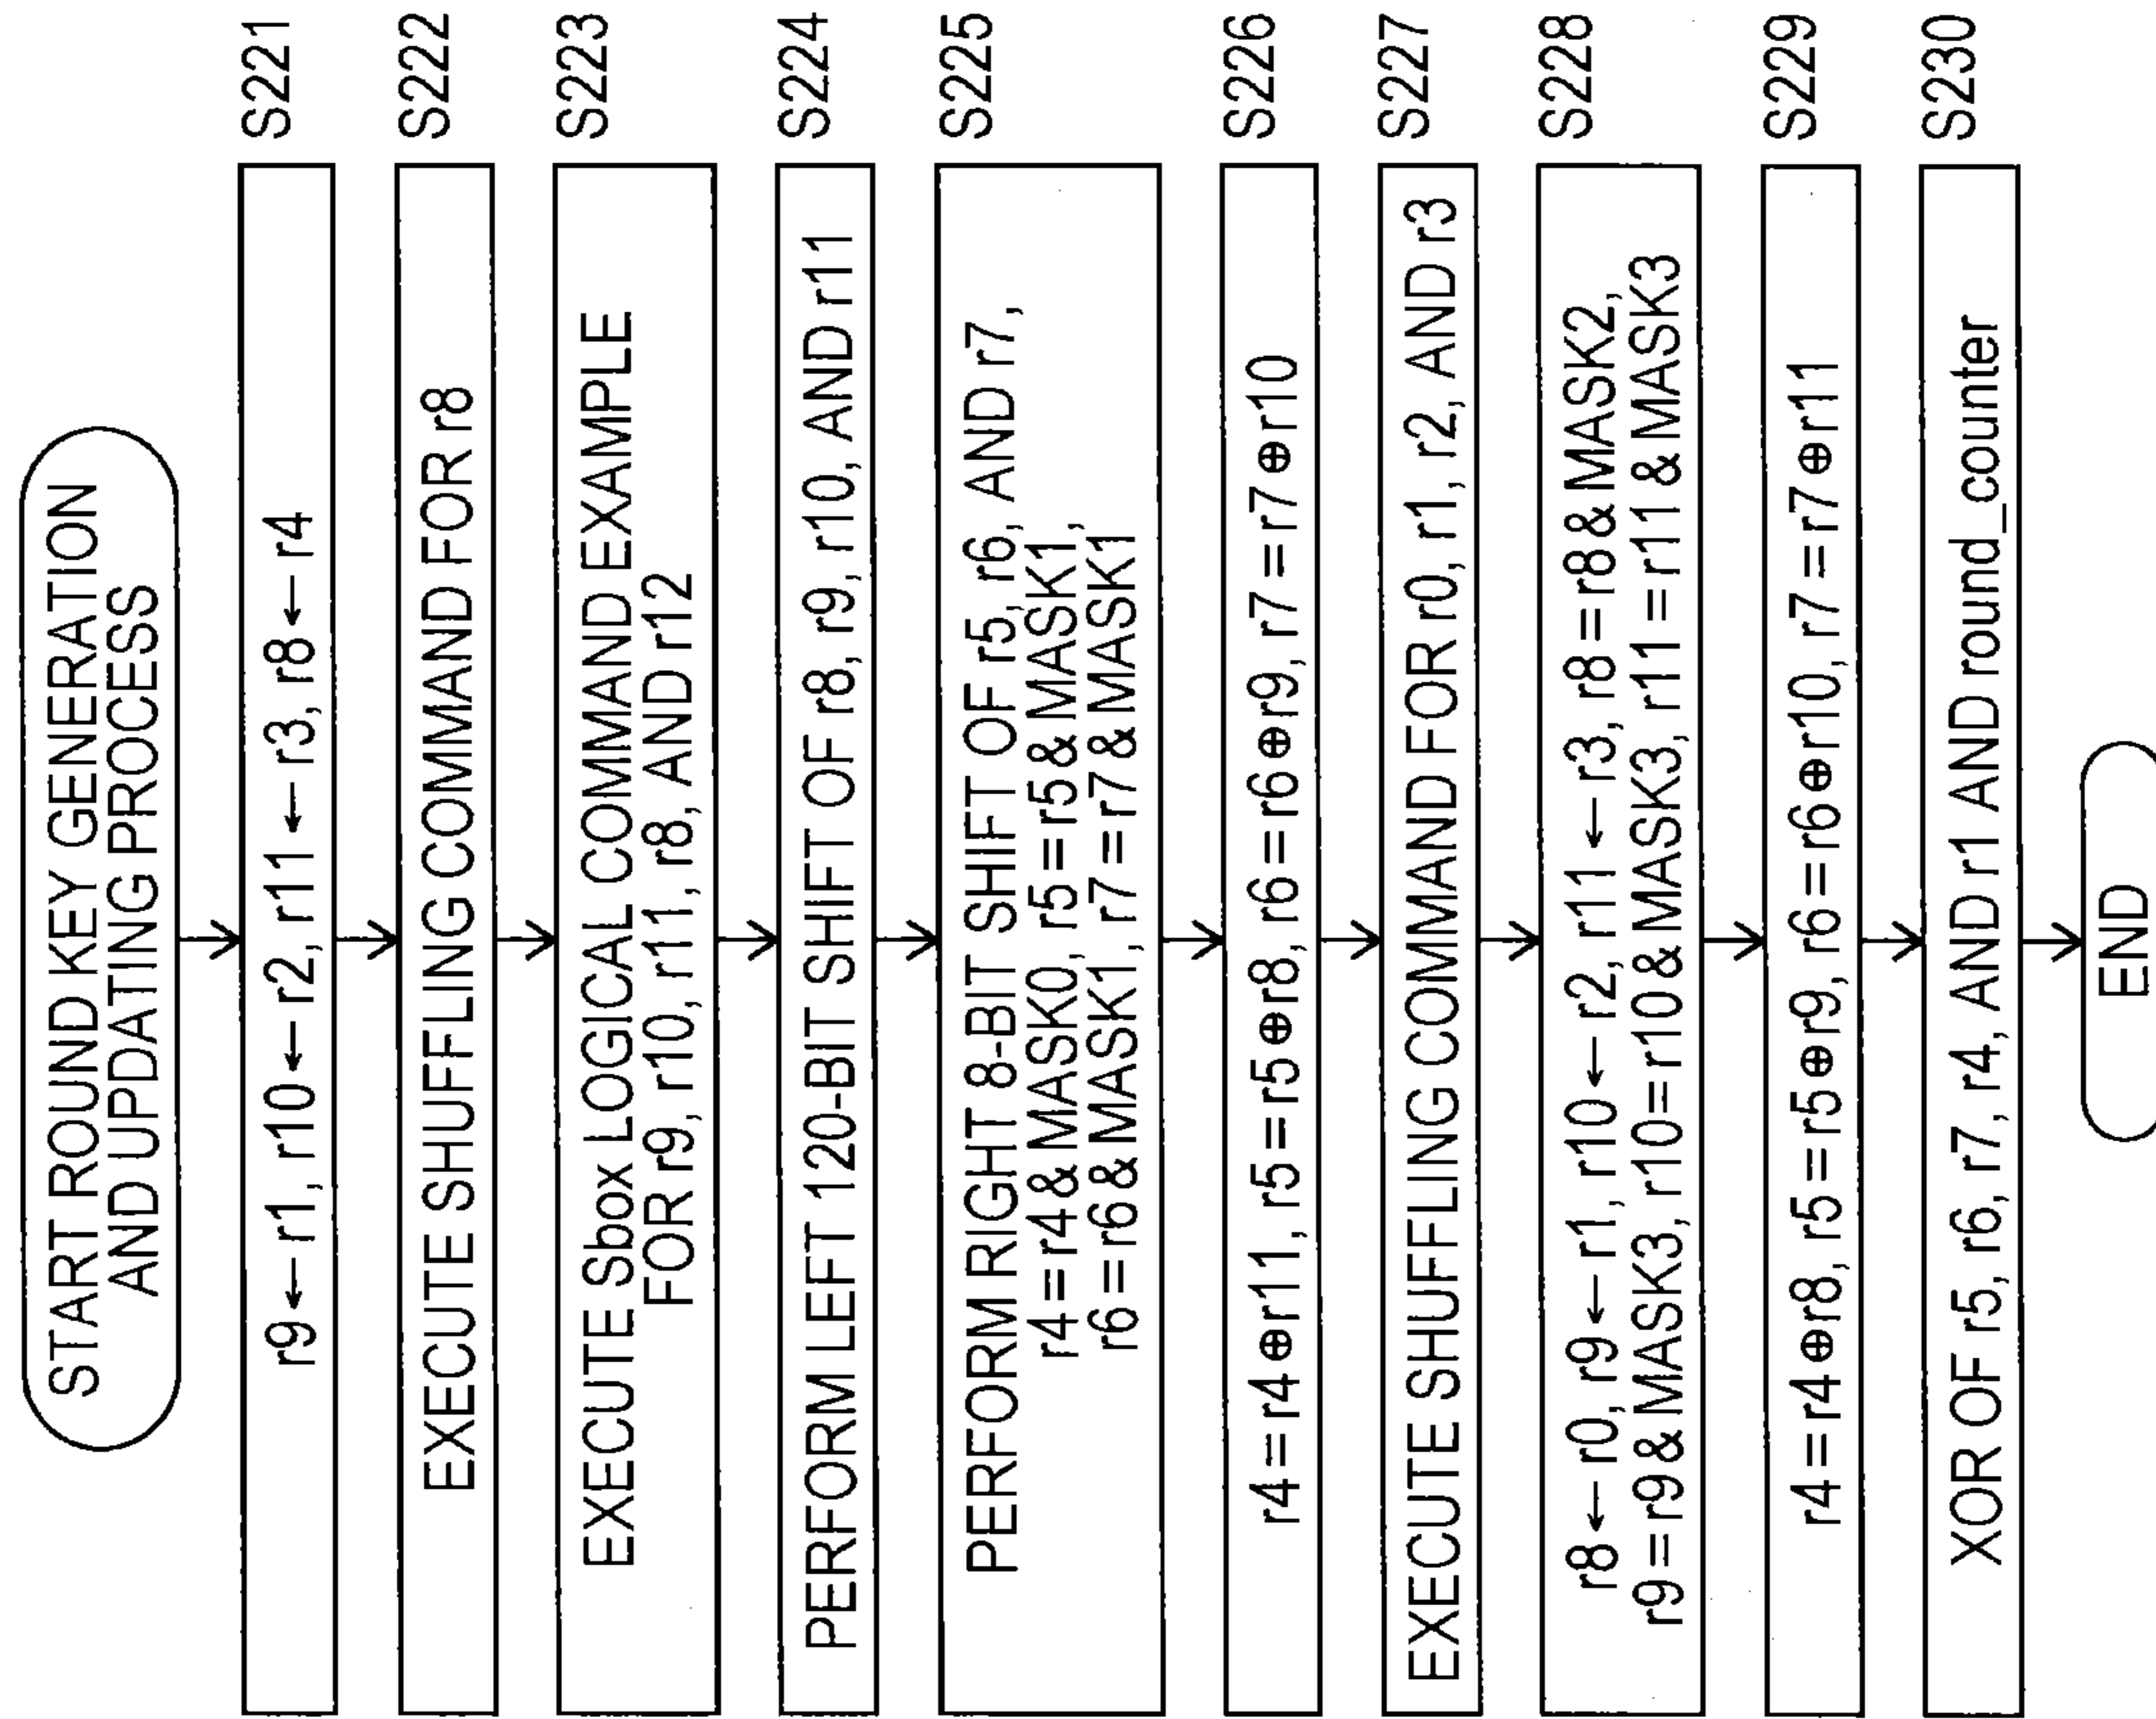 START ROUND KEY GENERATION
AND UPDATING PROCESS
r9 ← r1, r10 ← r2, r11 ← r3, r8 ← r4
S221
EXECUTE SHUFFLING COMMAND FOR r8
S222
EXECUTE Sbox LOGICAL COMMAND EXAMPLE
FOR r9, r10, r11, r8, AND r12
S223
PERFORM LEFT 120-BIT SHIFT OF r8, r9, r10, AND r11
S224
PERFORM RIGHT 8-BIT SHIFT OF r5, r6, AND r7,
r4 = r4 & MASK0, r5 = r5 & MASK1,
r6 = r6 & MASK1, r7 = r7 & MASK1
S225
r4 = r4 ⊕ r11, r5 = r5 ⊕ r8, r6 = r6 ⊕ r9, r7 = r7 ⊕ r10
S226
EXECUTE SHUFFLING COMMAND FOR r0, r1, r2, AND r3
S227
r8 ← r0, r9 ← r1, r10 ← r2, r11 ← r3, r8 = r8 & MASK2,
r9 = r9 & MASK3, r10 = r10 & MASK3, r11 = r11 & MASK3
S228
r4 = r4 ⊕ r8, r5 = r5 ⊕ r9, r6 = r6 ⊕ r10, r7 = r7 ⊕ r11
S229
XOR OF r5, r6, r7, r4, AND r1 AND round_counter
S230
END